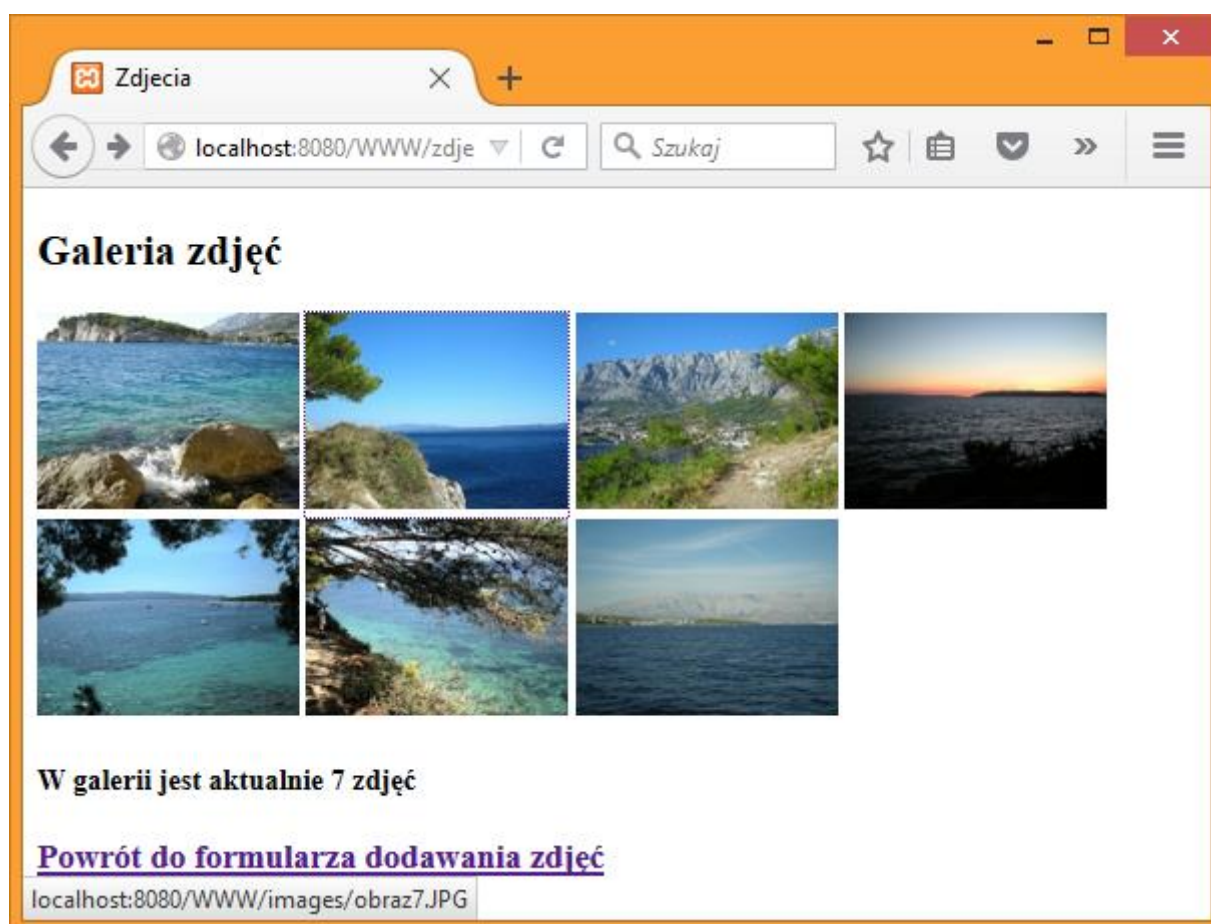 Zdjecia
localhost:8080/WWW/zdje
Szukaj
Galeria zdjęć
W galerii jest aktualnie 7 zdjęć
Powrót do formularza dodawania zdjęć
localhost:8080/WWW/images/obraz7.JPG